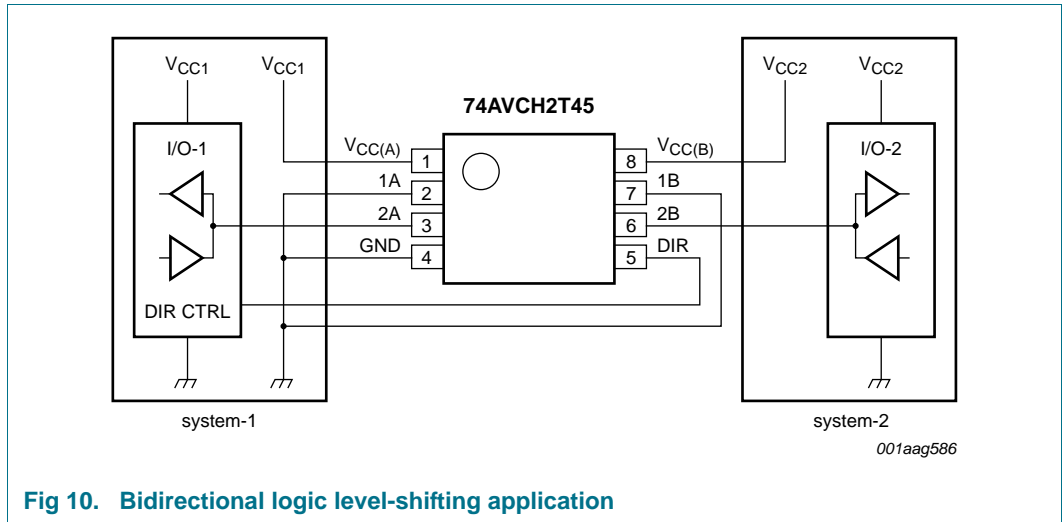 VCC1
VCC1
I/O-1
DIR CTRL
system-1
74AVCH2T45
VCC(A)
1
1A
2
2A
3
GND
4
VCC(B)
8
1B
7
2B
6
DIR
5
VCC2
VCC2
I/O-2
system-2
001aag586
Fig 10. Bidirectional logic level-shifting application